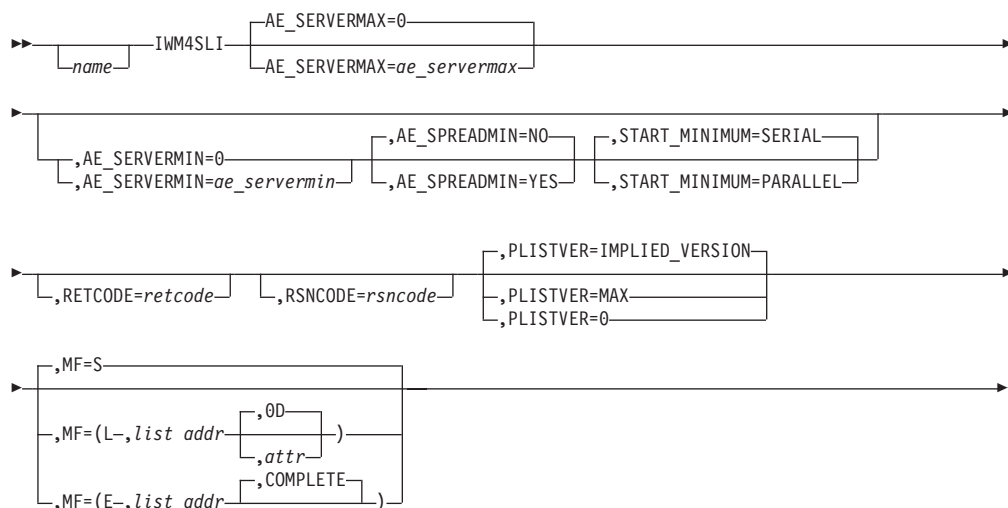 AE_SERVERMAX=0
name IWM4SLI AE_SERVERMAX=ae_servermax
,AE_SERVERMIN=0 ,AE_SPREADMIN=NO ,START_MINIMUM=SERIAL
,AE_SERVERMIN=ae_servermin ,AE_SPREADMIN=YES ,START_MINIMUM=PARALLEL
,PLISTVER=IMPLIED_VERSION
,RETCODE=retcode ,RSNCODE=rsncode ,PLISTVER=MAX
,PLISTVER=0
,MF=S
,0D
,MF=(L ,list addr )
,attr
,COMPLETE
,MF=(E ,list addr )